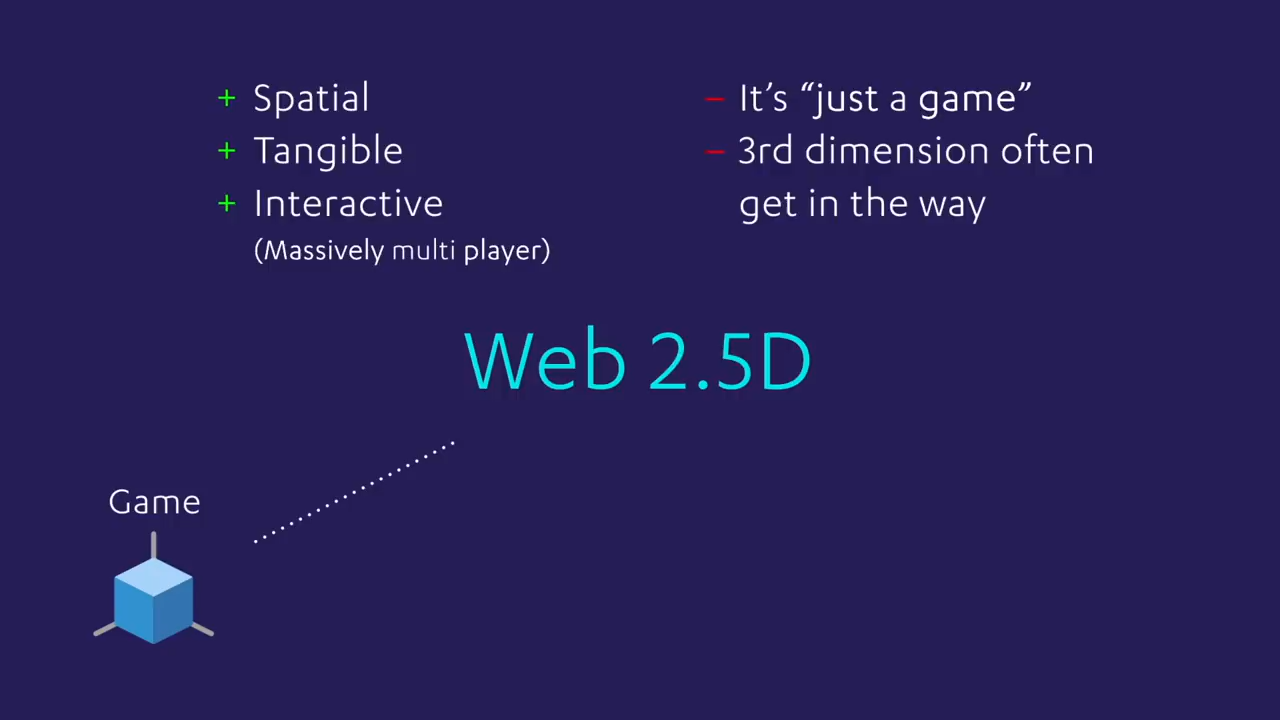 + Spatial
+ Tangible
+ Interactive
(Massively multi player)
– It’s “just a game”
– 3rd dimension often
get in the way
Web 2.5D
Game